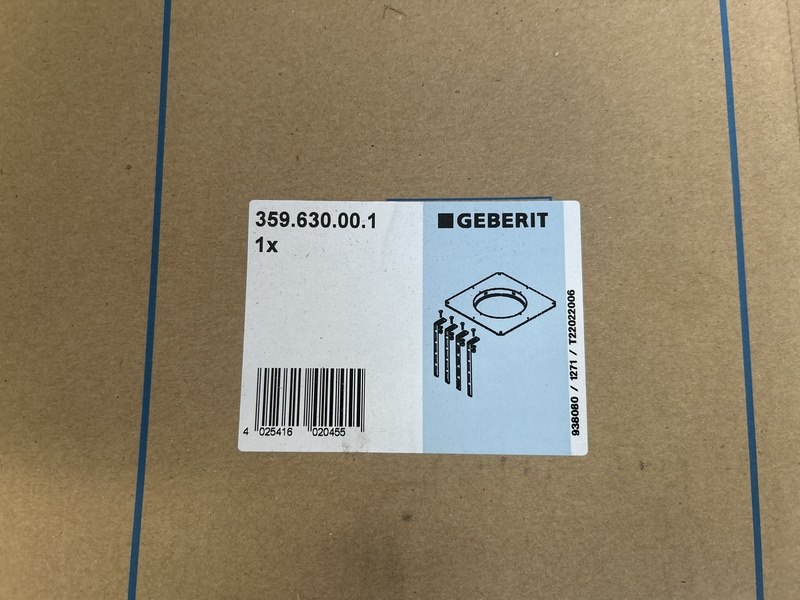 359.630.00.1
1x
GEBERIT
938080 / 1271 / T22022006
4 025416 020455